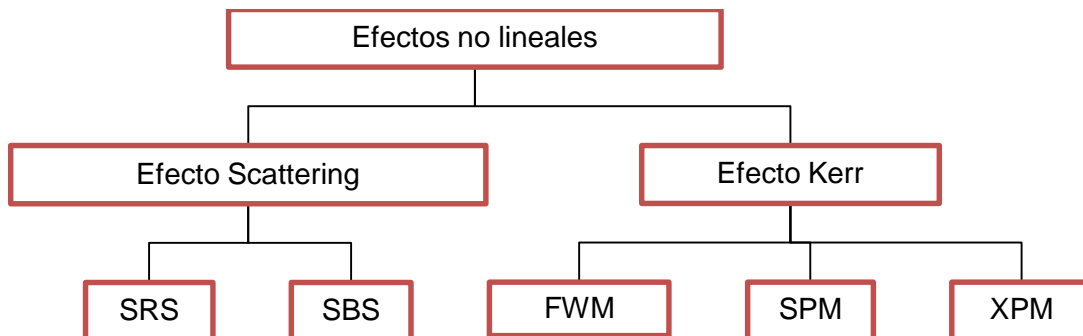 Efectos no lineales
Efecto Scattering
Efecto Kerr
SRS
SBS
FWM
SPM
XPM